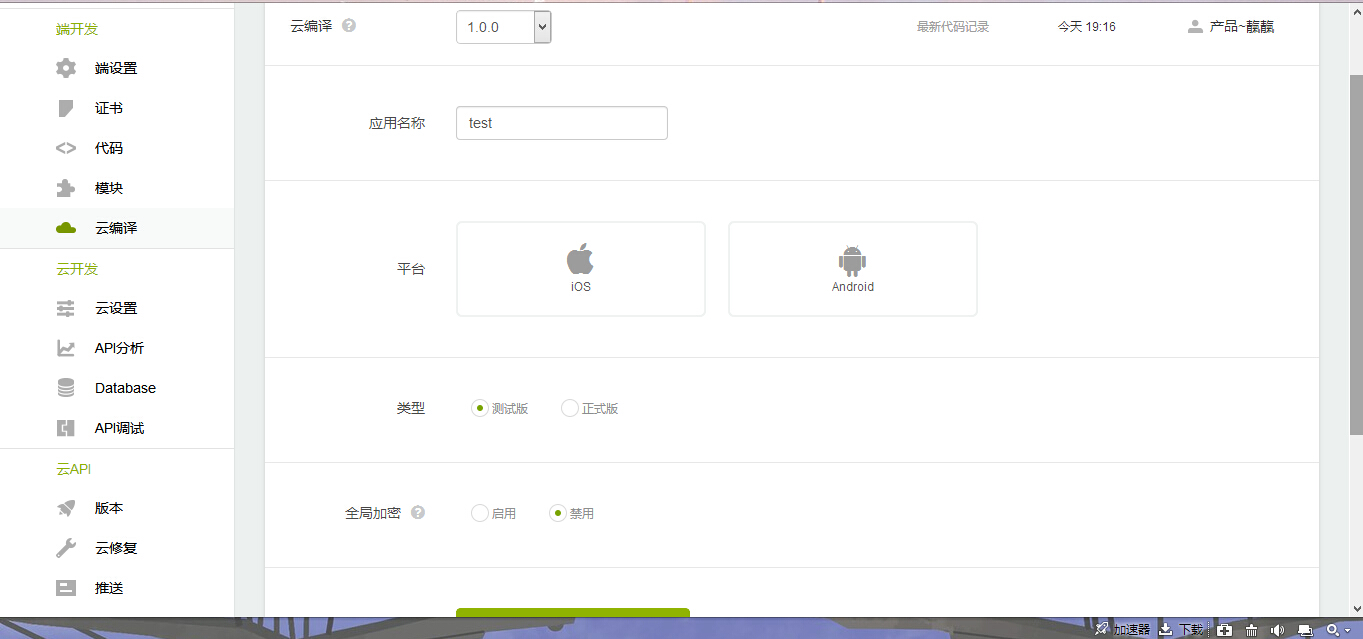 端开发
端设置
证书
代码
模块
云编译
云开发
云设置
API分析
Database
API调试
云API
版本
云修复
推送
云编译 ?
1.0.0
最新代码记录
今天 19:16
产品~馥馥
应用名称
test
平台
iOS
Android
类型
测试版
正式版
全局加密 ?
启用
禁用
加速器
下载